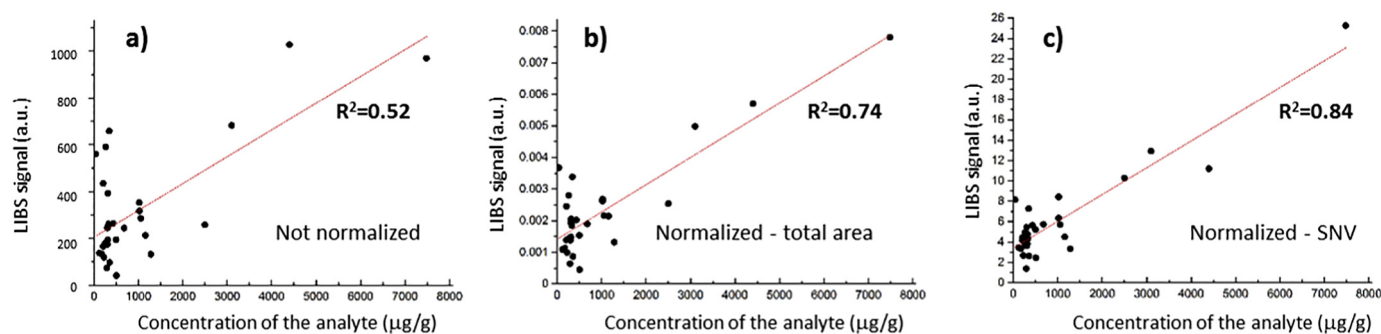 a)
LIBS signal (a.u.)
1000
800
600
400
200
0
R²=0.52
Not normalized
0 1000 2000 3000 4000 5000 6000 7000 8000
Concentration of the analyte (μg/g)
b)
LIBS signal (a.u.)
0.008
0.006
0.005
0.004
0.003
0.002
0.001
0
R²=0.74
Normalized - total area
0 1000 2000 3000 4000 5000 6000 7000 8000
Concentration of the analyte (μg/g)
c)
LIBS signal (a.u.)
26
24
22
20
18
16
14
12
10
8
6
4
2
0
R²=0.84
Normalized - SNV
0 1000 2000 3000 4000 5000 6000 7000 8000
Concentration of the analyte (μg/g)